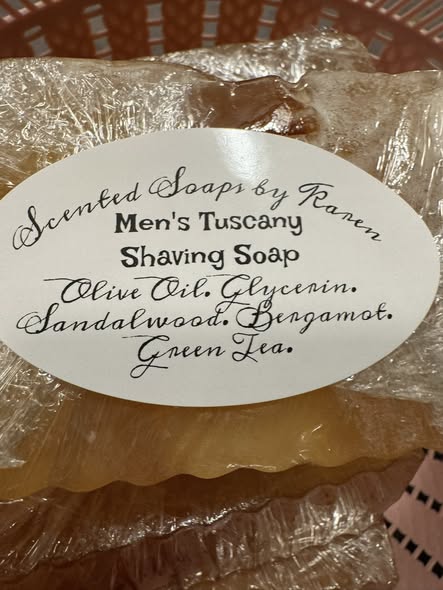 Scented Soaps by Karen
Men's Tuscany
Shaving Soap
Olive Oil. Glycerin.
Sandalwood. Bergamot.
Green Tea.